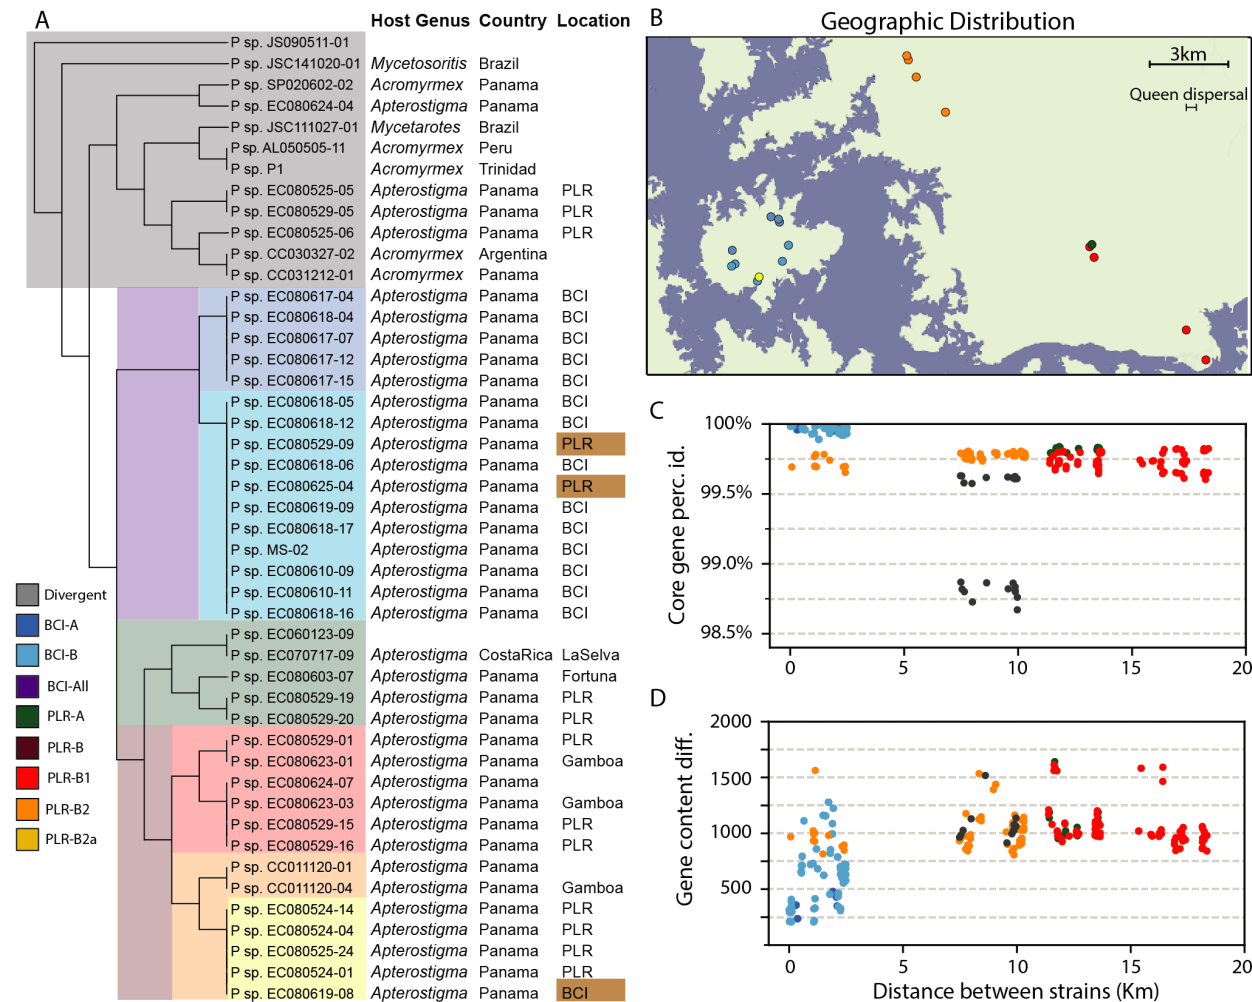 A
Host Genus Country Location
P sp. JS090511-01
P sp. JSC141020-01 Mycetosoritis Brazil
P sp. SP020602-02 Acromyrmex Panama
P sp. EC080624-04 Apterostigma Panama
P sp. JSC111027-01 Mycetarotes Brazil
P sp. AL050505-11 Acromyrmex Peru
P sp. P1 Acromyrmex Trinidad
P sp. EC080525-05 Apterostigma Panama PLR
P sp. EC080529-05 Apterostigma Panama PLR
P sp. EC080525-06 Apterostigma Panama PLR
P sp. CC030327-02 Acromyrmex Argentina
P sp. CC031212-01 Acromyrmex Panama
P sp. EC080617-04 Apterostigma Panama BCI
P sp. EC080618-04 Apterostigma Panama BCI
P sp. EC080617-07 Apterostigma Panama BCI
P sp. EC080617-12 Apterostigma Panama BCI
P sp. EC080617-15 Apterostigma Panama BCI
P sp. EC080618-05 Apterostigma Panama BCI
P sp. EC080618-12 Apterostigma Panama BCI
P sp. EC080529-09 Apterostigma Panama PLR
P sp. EC080618-06 Apterostigma Panama BCI
P sp. EC080625-04 Apterostigma Panama PLR
P sp. EC080619-09 Apterostigma Panama BCI
P sp. EC080618-17 Apterostigma Panama BCI
P sp. MS-02 Apterostigma Panama BCI
P sp. EC080610-09 Apterostigma Panama BCI
P sp. EC080610-11 Apterostigma Panama BCI
P sp. EC080618-16 Apterostigma Panama BCI
P sp. EC060123-09
P sp. EC070717-09 Apterostigma CostaRica LaSelva
P sp. EC080603-07 Apterostigma Panama Fortuna
P sp. EC080529-19 Apterostigma Panama PLR
P sp. EC080529-20 Apterostigma Panama PLR
P sp. EC080529-01 Apterostigma Panama PLR
P sp. EC080623-01 Apterostigma Panama Gamboa
P sp. EC080624-07 Apterostigma Panama
P sp. EC080623-03 Apterostigma Panama Gamboa
P sp. EC080529-15 Apterostigma Panama PLR
P sp. EC080529-16 Apterostigma Panama PLR
P sp. CC011120-01 Apterostigma Panama
P sp. CC011120-04 Apterostigma Panama Gamboa
P sp. EC080524-14 Apterostigma Panama PLR
P sp. EC080524-04 Apterostigma Panama PLR
P sp. EC080525-24 Apterostigma Panama PLR
P sp. EC080524-01 Apterostigma Panama PLR
P sp. EC080619-08 Apterostigma Panama BCI
Divergent
BCI-A
BCI-B
BCI-All
PLR-A
PLR-B
PLR-B1
PLR-B2
PLR-B2a
B
Geographic Distribution
3km
Queen dispersal
C
Core gene perc. id.
100%
99.5%
99.0%
98.5%
0 5 10 15 20
D
Gene content diff.
2000
1500
1000
500
0 5 10 15 20
Distance between strains (Km)